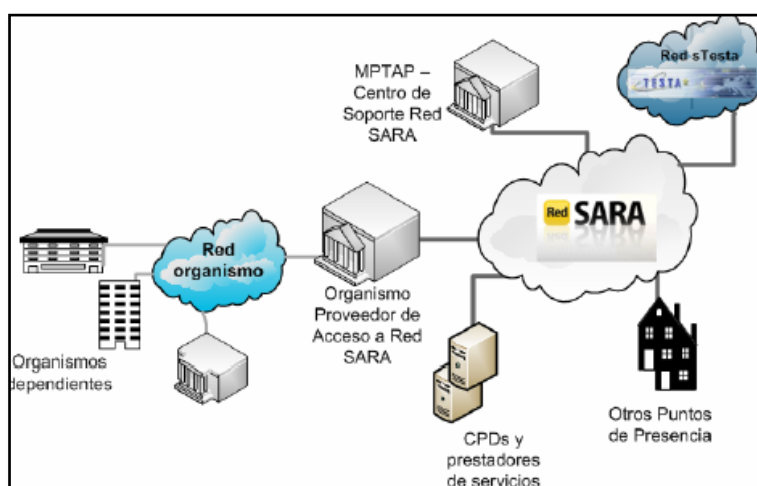 Red sTesta
TESTA
MPTAP –
Centro de
Soporte Red
SARA
Red SARA
Red
organismo
Organismo
Proveedor de
Acceso a Red
SARA
Organismos
dependientes
CPDs y
prestadores
de servicios
Otros Puntos
de Presencia